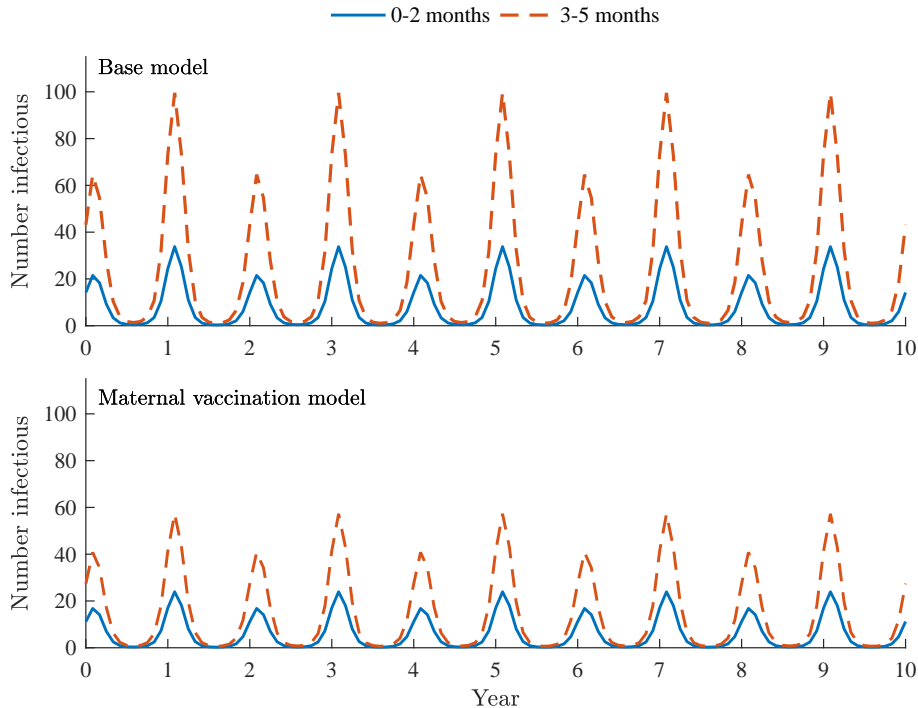 0-2 months 3-5 months
Base model
Number infectious
100
80
60
40
20
0
0 1 2 3 4 5 6 7 8 9 10
Maternal vaccination model
Number infectious
100
80
60
40
20
0
0 1 2 3 4 5 6 7 8 9 10
Year